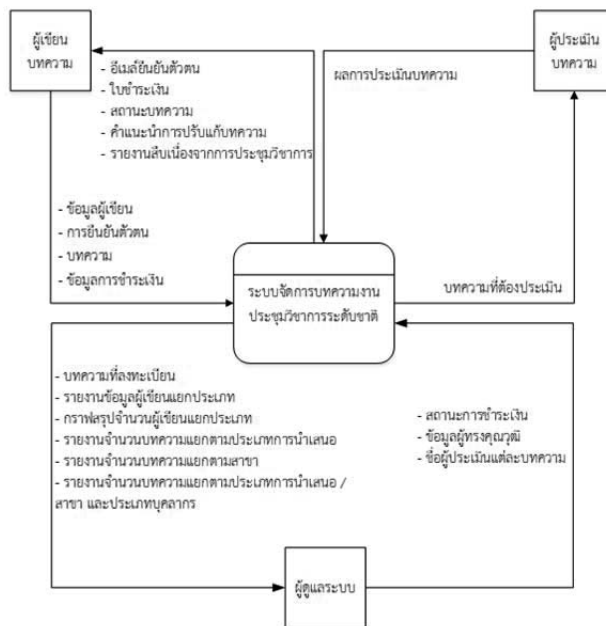 ผู้เขียน
บทความ
ผู้ประเมิน
บทความ
- อีเมล์ยืนยันตัวตน
- ใบชำระเงิน
- สถานะบทความ
- คำแนะนำการปรับแก้บทความ
- รายงานสืบเนื่องจากการประชุมวิชาการ
ผลการประเมินบทความ
- ข้อมูลผู้เขียน
- การยืนยันตัวตน
- บทความ
- ข้อมูลการชำระเงิน
ระบบจัดการบทความงาน
ประชุมวิชาการระดับชาติ
บทความที่ต้องประเมิน
- บทความที่ลงทะเบียน
- รายงานข้อมูลผู้เขียนแยกประเภท
- กราฟสรุปจำนวนผู้เขียนแยกประเภท
- รายงานจำนวนบทความแยกตามประเภทการนำเสนอ
- รายงานจำนวนบทความแยกตามสาขา
- รายงานจำนวนบทความแยกตามประเภทการนำเสนอ /
สาขา และประเภทบุคลากร
- สถานะการชำระเงิน
- ข้อมูลผู้ทรงคุณวุฒิ
- ชื่อผู้ประเมินแต่ละบทความ
ผู้ดูแลระบบ